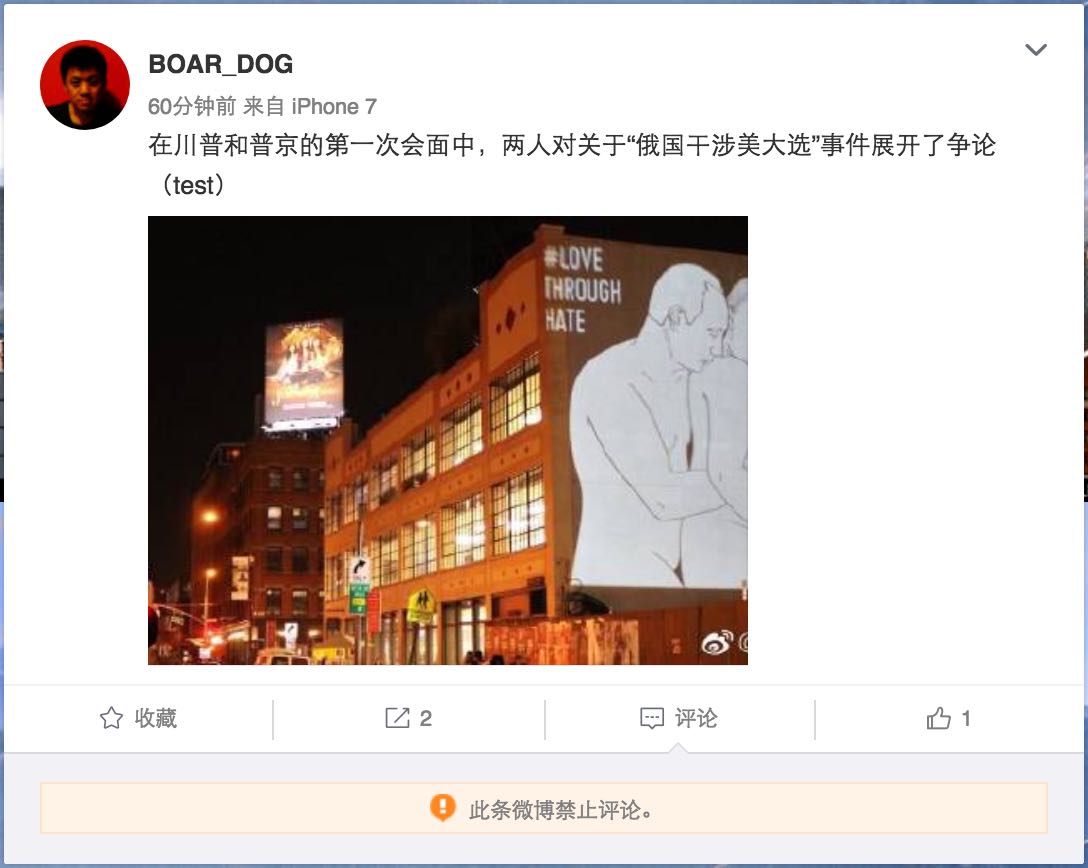 BOAR_DOG
60分钟前 来自 iPhone 7
在川普和普京的第一次会面中，两人对关于“俄国干涉美大选”事件展开了争论
（test）
#LOVE
THROUGH
HATE
收藏
2
评论
1
此条微博禁止评论。